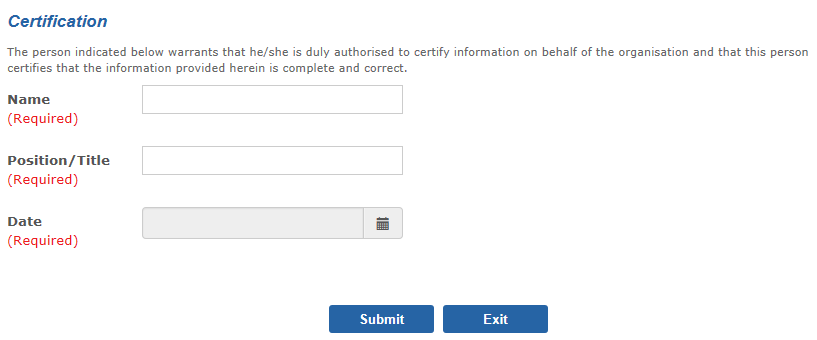 Certification
The person indicated below warrants that he/she is duly authorised to certify information on behalf of the organisation and that this person
certifies that the information provided herein is complete and correct.
Name
(Required)
Position/Title
(Required)
Date
(Required)
Submit Exit